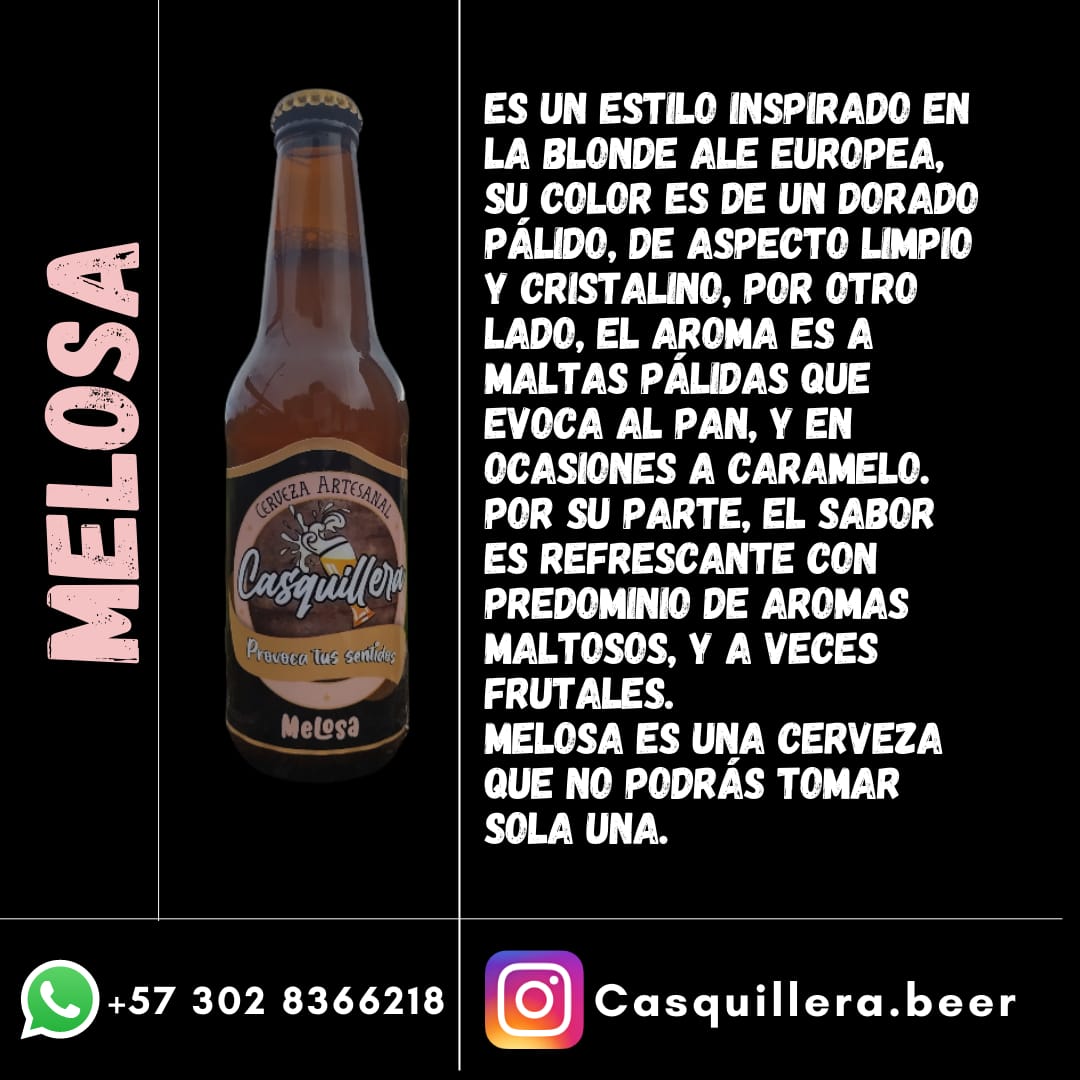 MELOSA
CERVEZA ARTESANAL
Casquillera
Provoca tus sentidos
MeLosa
ES UN ESTILO INSPIRADO EN
LA BLONDE ALE EUROPEA,
SU COLOR ES DE UN DORADO
PÁLIDO, DE ASPECTO LIMPIO
Y CRISTALINO, POR OTRO
LADO, EL AROMA ES A
MALTAS PÁLIDAS QUE
EVOCA AL PAN, Y EN
OCASIONES A CARAMELO.
POR SU PARTE, EL SABOR
ES REFRESCANTE CON
PREDOMINIO DE AROMAS
MALTOSOS, Y A VECES
FRUTALES.
MELOSA ES UNA CERVEZA
QUE NO PODRÁS TOMAR
SOLA UNA.
+57 302 8366218
Casquillera.beer